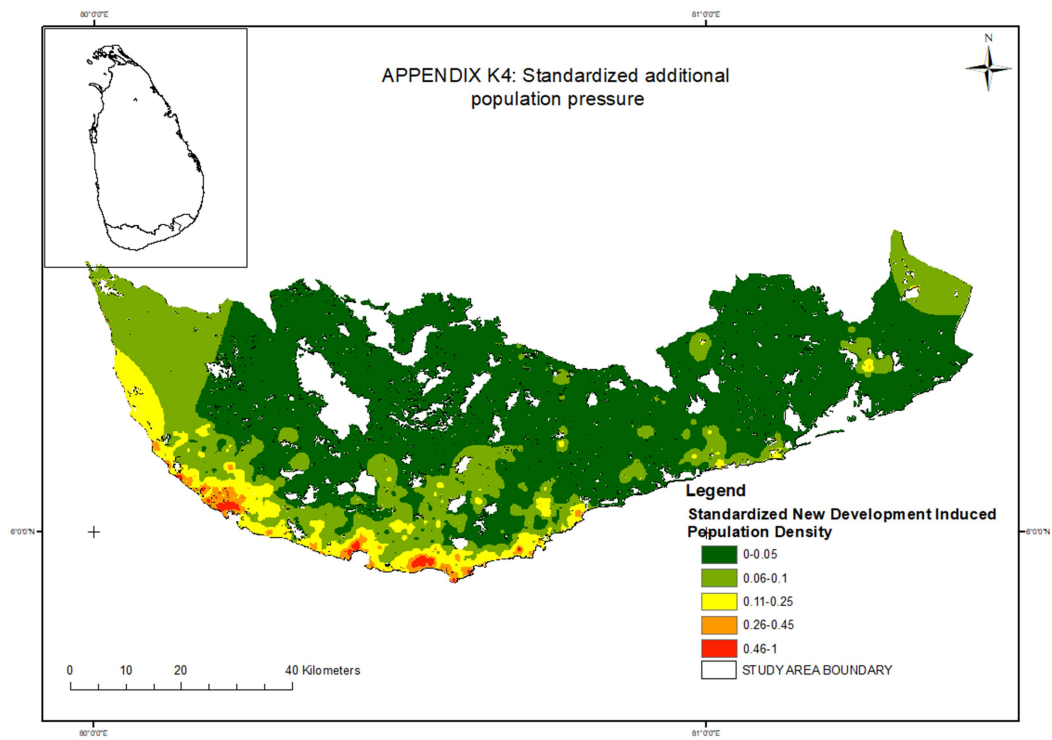 80°0'0"E
81°0'0"E
N
APPENDIX K4: Standardized additional
population pressure
Legend
Standardized New Development Induced
Population Density
6°0'0"N
6°0'0"N
0-0.05
0.06-0.1
0.11-0.25
0.26-0.45
0.46-1
STUDY AREA BOUNDARY
0 10 20 40 Kilometers
80°0'0"E
81°0'0"E